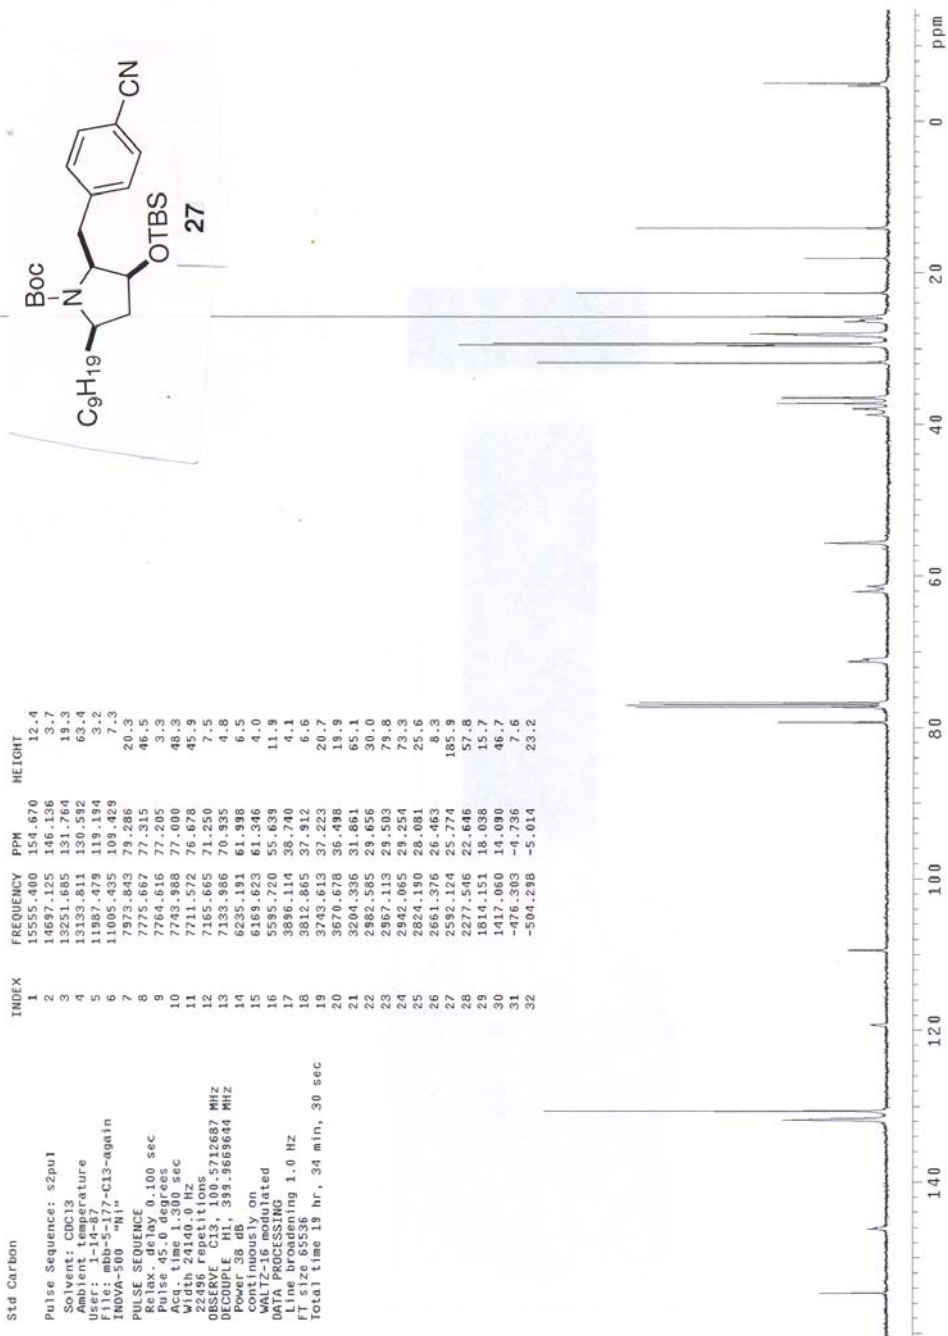 Std Carbon
Pulse Sequence: s2pul
Solvent: CDCl3
Ambient temperature
User: 1-14-87
File: mbb-5-177-C13-again
INOVA-500 "Ni"
PULSE SEQUENCE
Relax. delay 0.100 sec
Pulse 45.0 degrees
Acq. time 1.300 sec
Width 24140.0 Hz
22496 repetitions
OBSERVE C13, 100.5712687 MHz
DECOUPLE H1, 399.9669644 MHz
Power 38 dB
continuously on
WALTZ-16 modulated
DATA PROCESSING
Line broadening 1.0 Hz
FT size 65536
Total time 19 hr, 34 min, 30 sec
INDEX FREQUENCY PPM HEIGHT
1 15555.400 154.670 12.4
2 14697.125 146.136 3.7
3 13251.685 131.764 19.3
4 13133.811 130.592 63.4
5 11987.479 119.194 3.2
6 11005.435 109.429 7.3
7 7973.843 79.286 20.3
8 7775.667 77.315 46.5
9 7764.616 77.205 3.3
10 7743.988 77.000 48.3
11 7711.572 76.678 45.9
12 7165.665 71.250 7.5
13 7133.986 70.935 4.8
14 6235.191 61.998 6.5
15 6169.623 61.346 4.0
16 5595.720 55.639 11.9
17 3896.114 38.740 4.1
18 3812.865 37.912 6.6
19 3743.613 37.223 20.7
20 3670.678 36.498 19.9
21 3204.336 31.861 65.1
22 2982.585 29.656 30.0
23 2967.113 29.503 79.8
24 2942.065 29.254 73.3
25 2824.190 28.081 25.6
26 2661.376 26.463 8.3
27 2592.124 25.774 185.9
28 2277.546 22.646 57.8
29 1814.151 18.038 15.7
30 1417.060 14.090 46.7
31 -4476.303 -4.736 7.6
32 -504.298 -5.014 23.2
Boc
C9H19
N
CN
OTBS
27
140 120 100 80 60 40 20 0 ppm